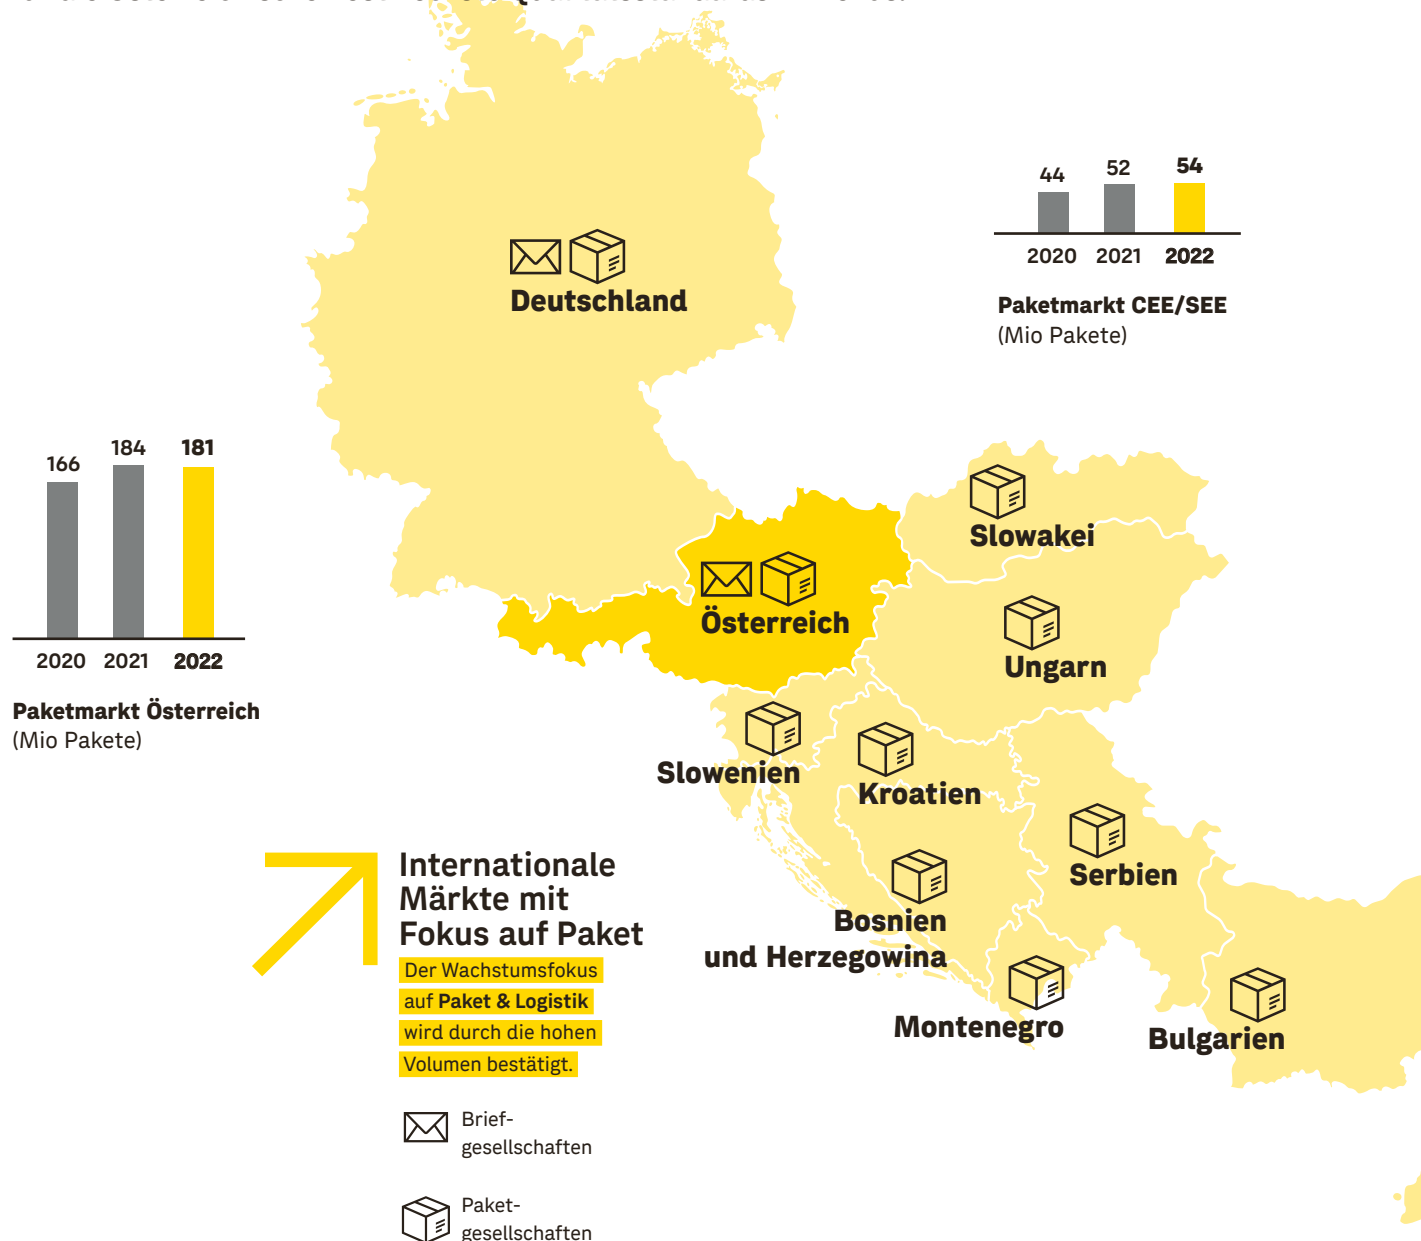 Deutschland
44
52
54
2020
2021
2022
Paketmarkt CEE/SEE
(Mio Pakete)
166
184
181
2020
2021
2022
Paketmarkt Österreich
(Mio Pakete)
Slowakei
Österreich
Ungarn
Slowenien
Kroatien
Serbien
Bosnien
und Herzegowina
Montenegro
Bulgarien
Internationale
Märkte mit
Fokus auf Paket
Der Wachstumsfokus
auf Paket & Logistik
wird durch die hohen
Volumen bestätigt.
Brief-
gesellschaften
Paket-
gesellschaften